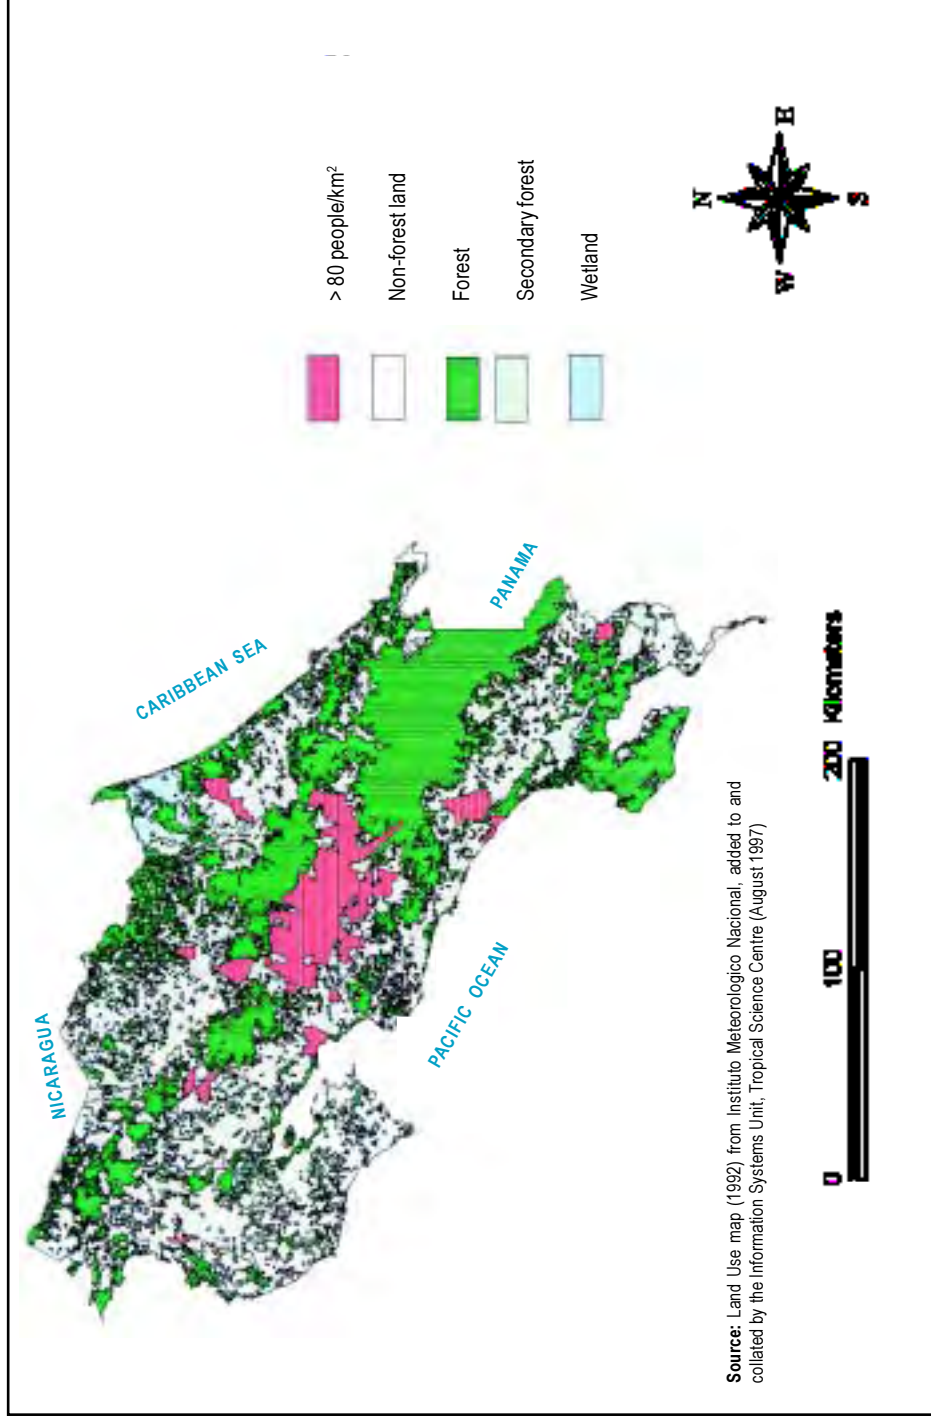 NICARAGUA
CARIBBEAN SEA
PANAMA
PACIFIC OCEAN
> 80 people/km²
Non-forest land
Forest
Secondary forest
Wetland
N
W
E
S
0 100 200 Kilometers
Source: Land Use map (1992) from Instituto Meteorologico Nacional, added to and
collated by the Information Systems Unit, Tropical Science Centre (August 1997)